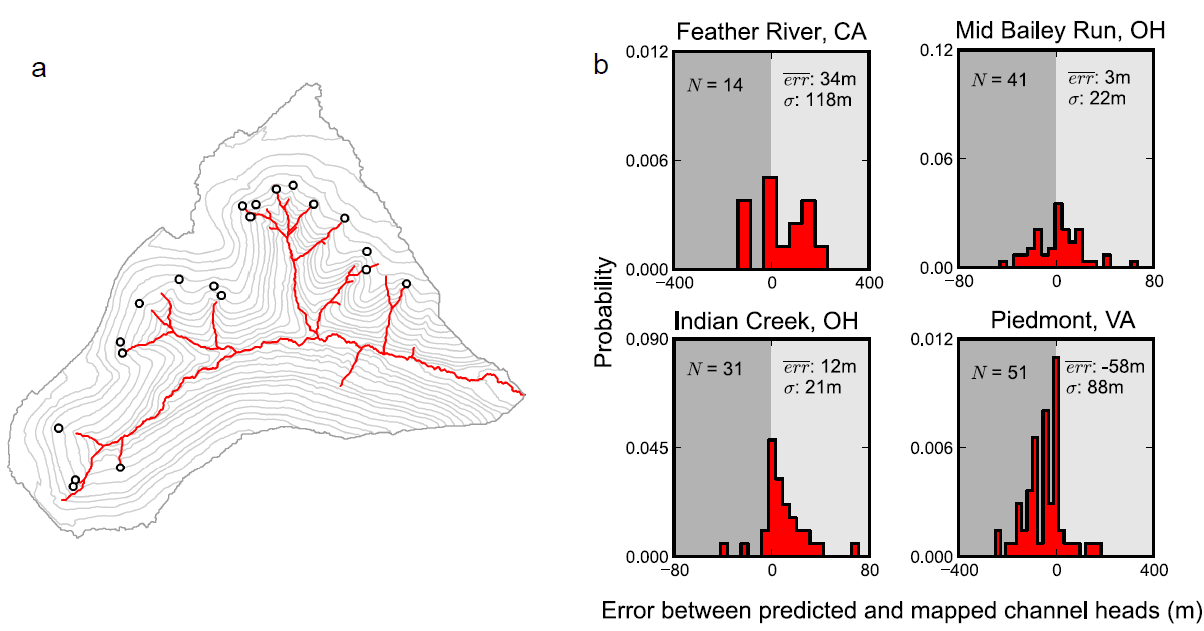 a
b
Feather River, CA
0.012
0.006
0.000
−400
0
400
N = 14
err: 34m
σ: 118m
Mid Bailey Run, OH
0.12
0.06
0.00
−80
0
80
N = 41
err: 3m
σ: 22m
Probability
Indian Creek, OH
0.090
0.045
0.000
−80
0
80
N = 31
err: 12m
σ: 21m
Piedmont, VA
0.012
0.006
0.000
−400
0
400
N = 51
err: -58m
σ: 88m
Error between predicted and mapped channel heads (m)